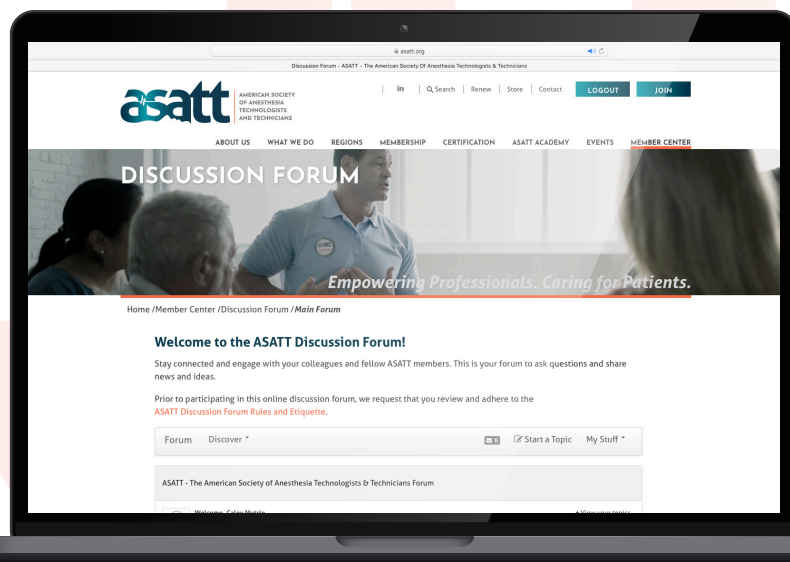 asatt.org
Discussion Forum - ASATT - The American Society Of Anesthesia Technologists & Technicians
asatt
AMERICAN SOCIETY
OF ANESTHESIA
TECHNOLOGISTS
AND TECHNICIANS
in Search Renew Store Contact LOGOUT JOIN
ABOUT US WHAT WE DO REGIONS MEMBERSHIP CERTIFICATION ASATT ACADEMY EVENTS MEMBER CENTER
DISCUSSION FORUM
Empowering Professionals. Caring for Patients.
Home /Member Center /Discussion Forum /Main Forum
Welcome to the ASATT Discussion Forum!
Stay connected and engage with your colleagues and fellow ASATT members. This is your forum to ask questions and share
news and ideas.
Prior to participating in this online discussion forum, we request that you review and adhere to the
ASATT Discussion Forum Rules and Etiquette.
Forum Discover 0 Start a Topic My Stuff
ASATT - The American Society of Anesthesia Technologists & Technicians Forum
Welcome, View your topics